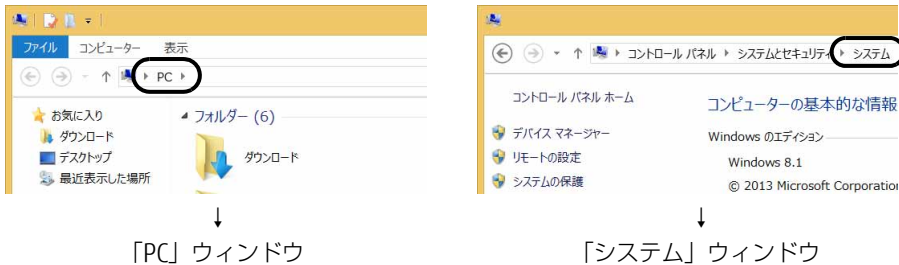 ファイル コンピューター 表示
PC
お気に入り
ダウンロード
デスクトップ
最近表示した場所
フォルダー (6)
ダウンロード
↓
「PC」ウィンドウ
コントロール パネル システムとセキュリティ システム
コントロール パネル ホーム
デバイス マネージャー
リモートの設定
システムの保護
コンピューターの基本的な情報
Windows のエディション
Windows 8.1
© 2013 Microsoft Corporation
↓
「システム」ウィンドウ